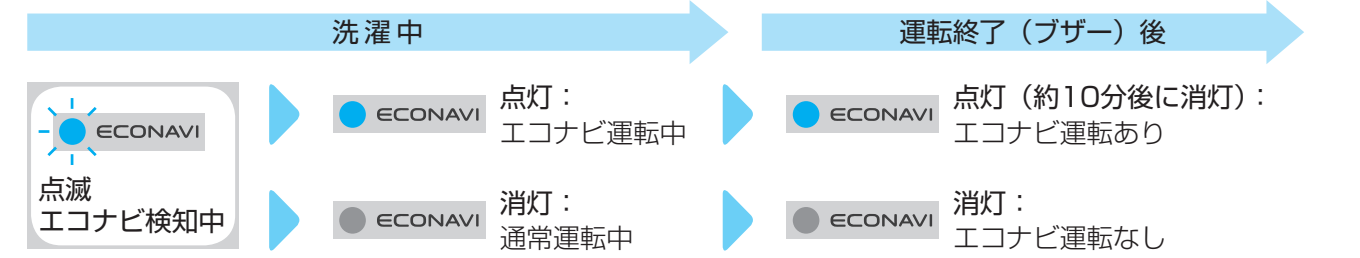 洗濯中
運転終了（ブザー）後
ECONAVI
点滅
エコナビ検知中
ECONAVI
点灯：
エコナビ運転中
ECONAVI
点灯（約10分後に消灯）：
エコナビ運転あり
ECONAVI
消灯：
通常運転中
ECONAVI
消灯：
エコナビ運転なし